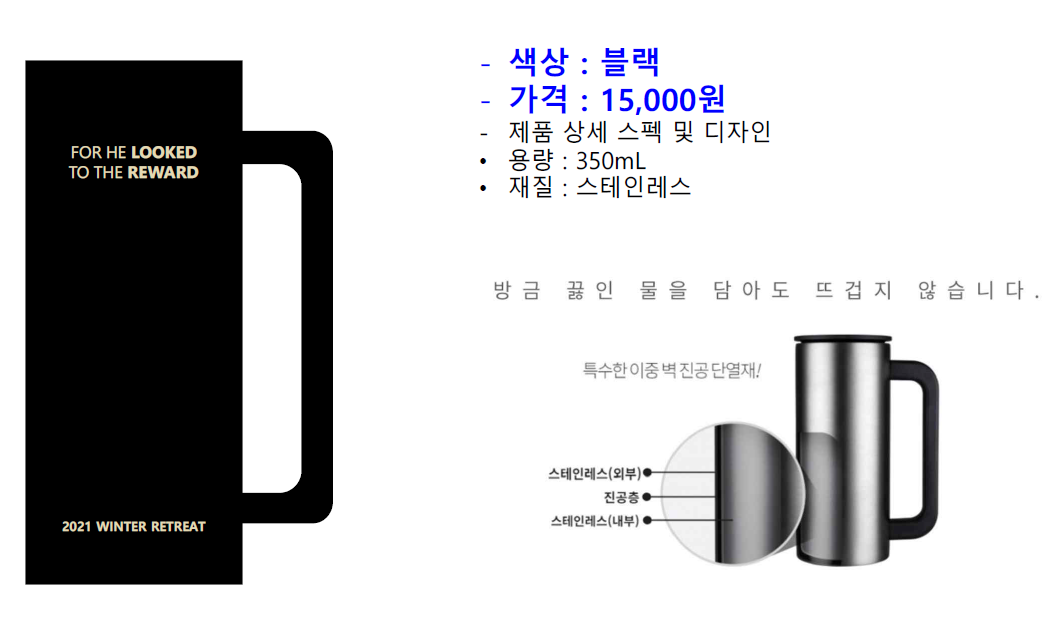 FOR HE LOOKED
TO THE REWARD
2021 WINTER RETREAT
- 색상 : 블랙
- 가격 : 15,000원
- 제품 상세 스펙 및 디자인
• 용량 : 350mL
• 재질 : 스테인레스
방금 끓인 물을 담아도 뜨겁지 않습니다.
특수한 이중 벽 진공 단열재!
스테인레스(외부)
진공층
스테인레스(내부)